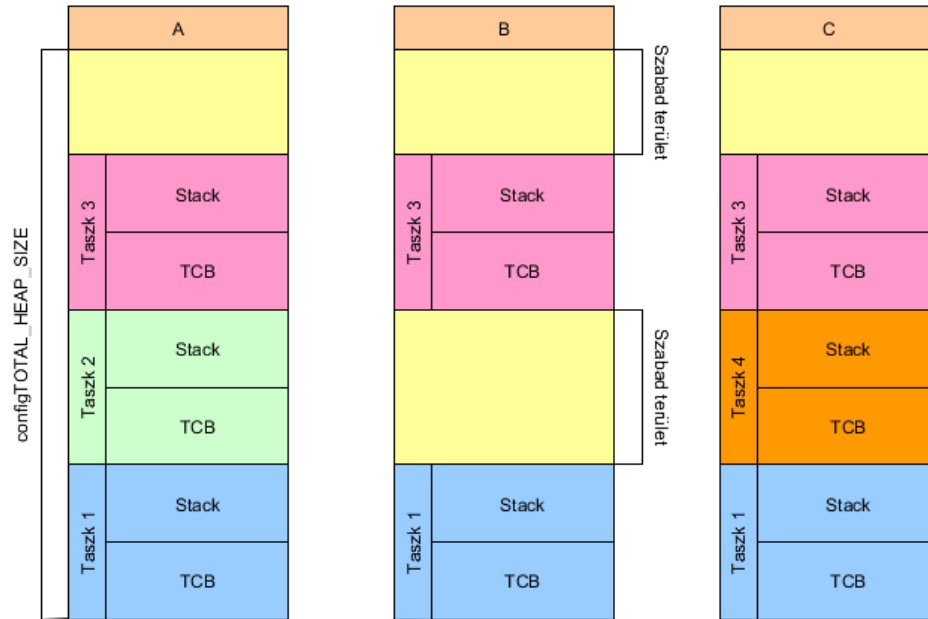 A
configTOTAL_HEAP_SIZE
Taszk 3
Stack
TCB
Taszk 2
Stack
TCB
Taszk 1
Stack
TCB
B
Szabad terület
Taszk 3
Stack
TCB
Szabad terület
Taszk 1
Stack
TCB
C
Taszk 3
Stack
TCB
Taszk 4
Stack
TCB
Taszk 1
Stack
TCB